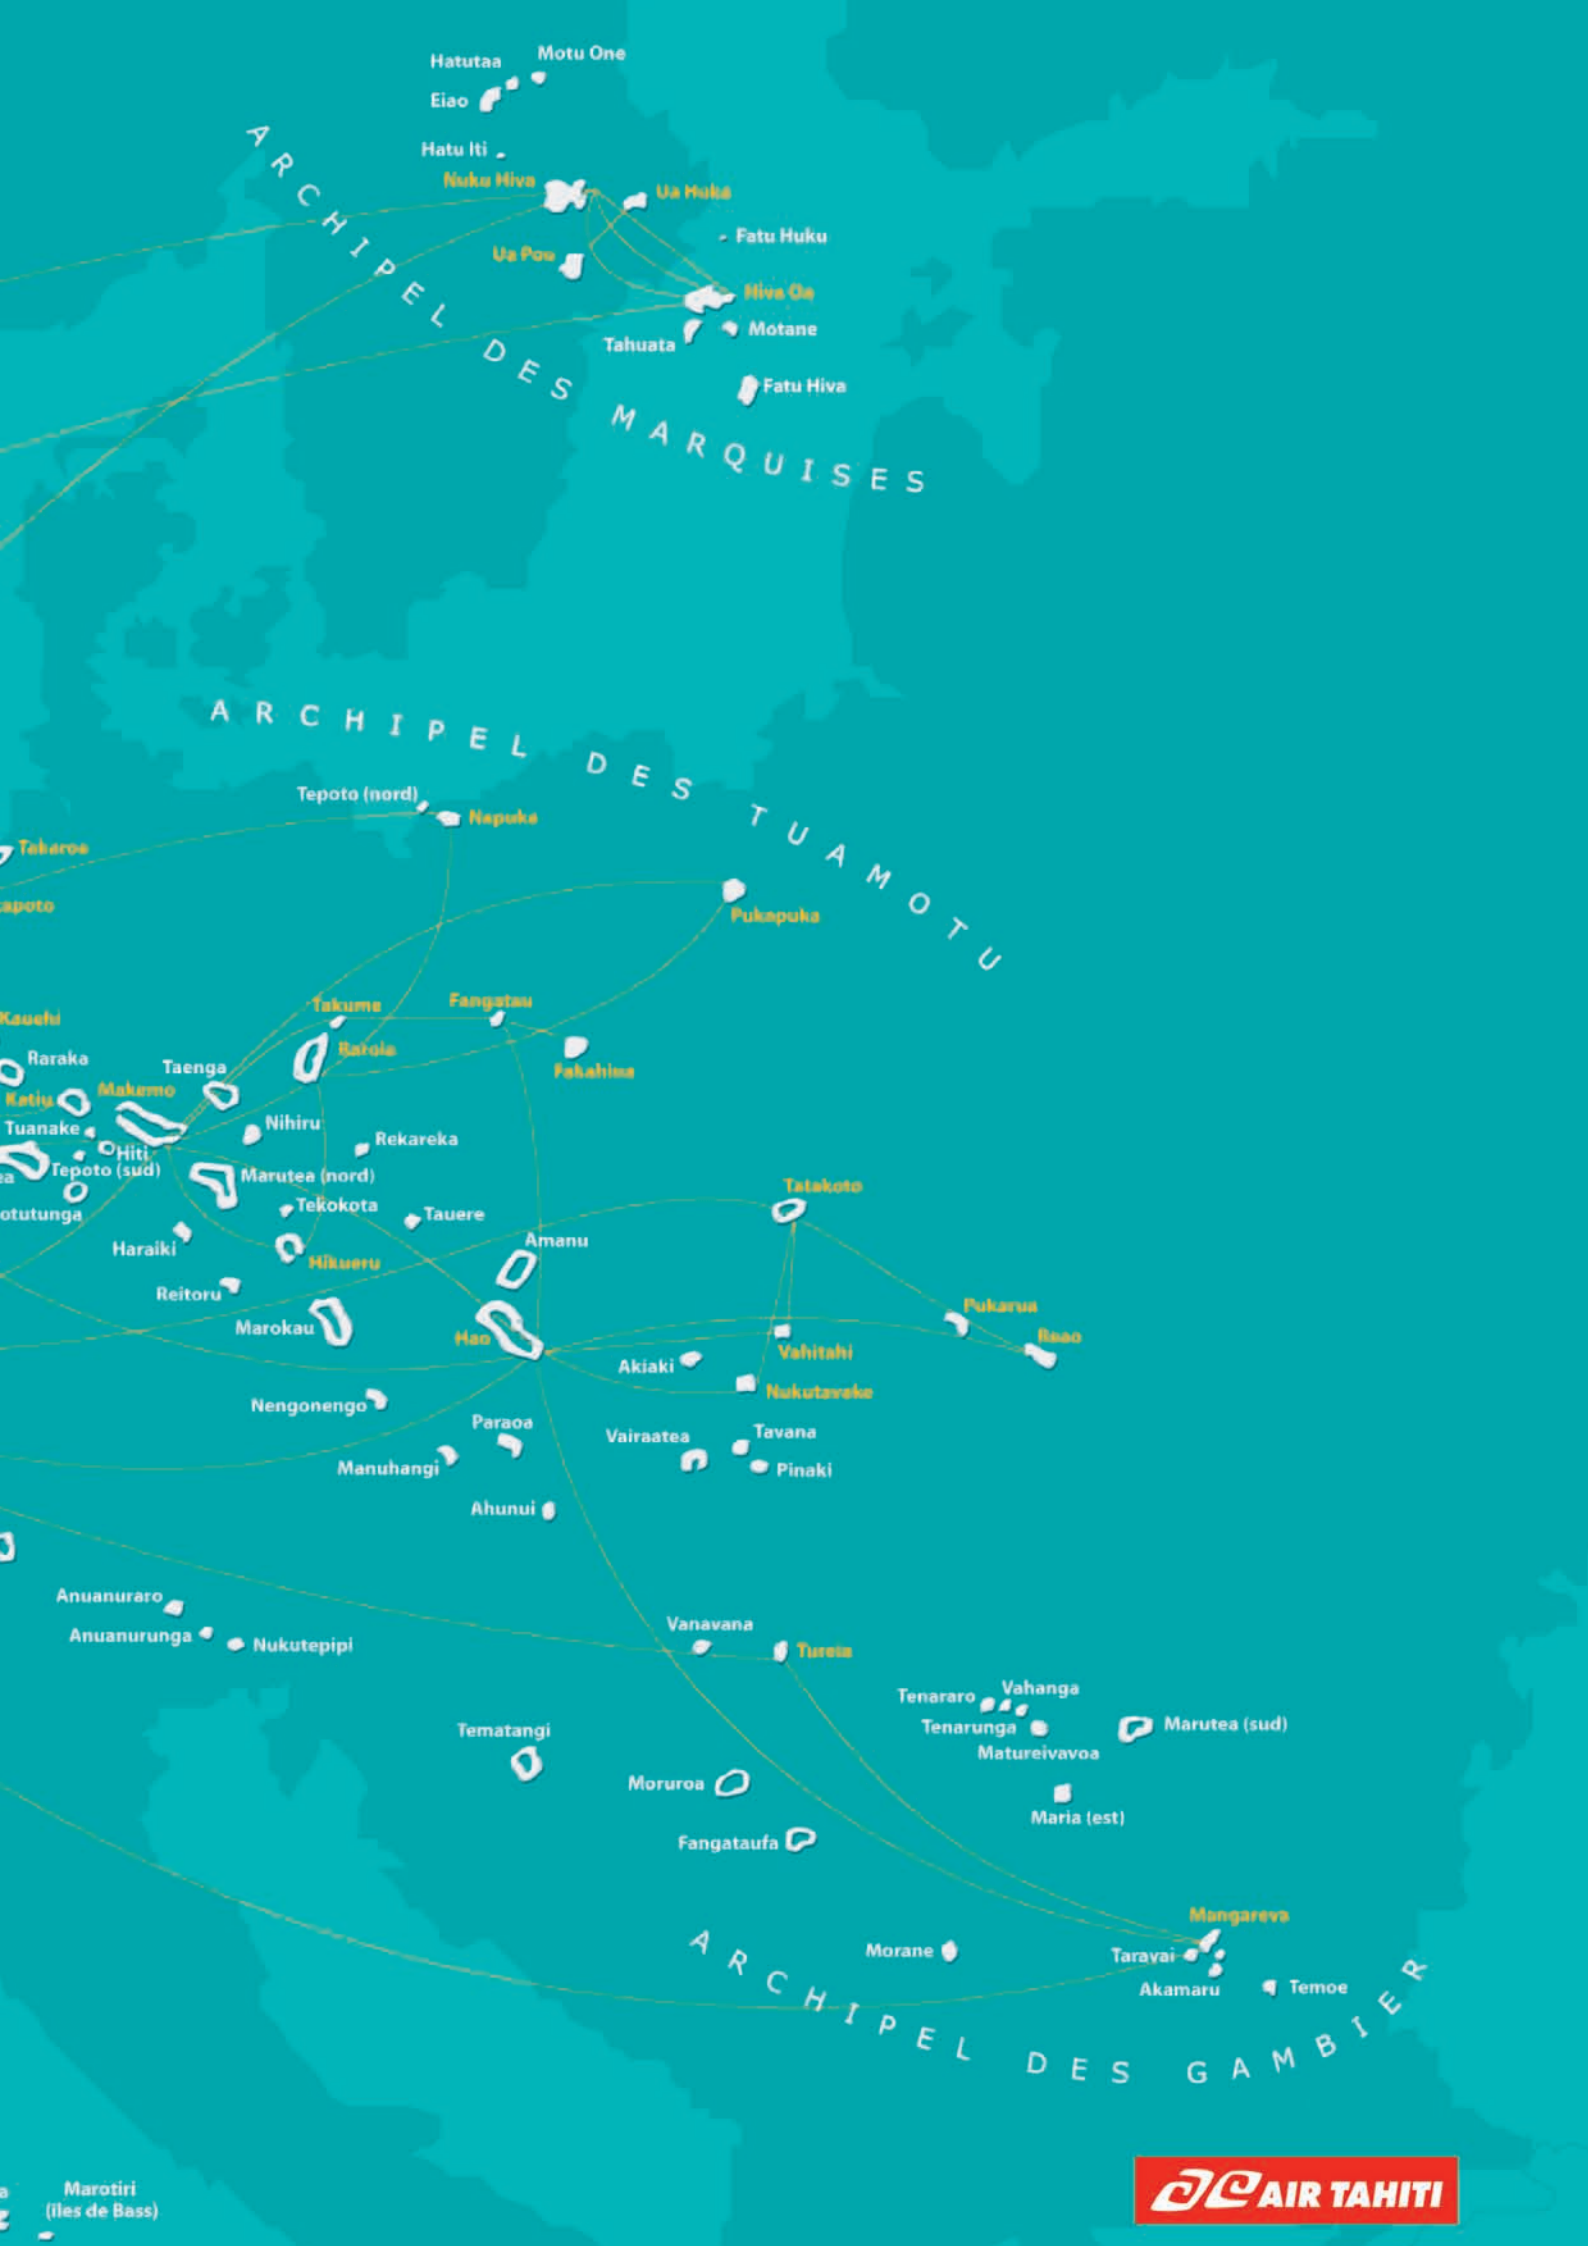 Hatutaa
Motu One
Eiao
Hatu Iti
Nuku Hiva
Ua Huka
Fatu Huku
Ua Pou
Hiva Oa
Motane
Tahuata
Fatu Hiva
ARCHIPEL DES MARQUISES
ARCHIPEL DES TUAMOTU
Tepoto (nord)
Napuka
Takaroa
apoto
Pukapuka
Kauehi
Takume
Fangatau
Raroia
Fakahina
Raraka
Taenga
Katiu
Makemo
Tuanake
Hiti
Nihiru
Rekareka
ea
Tepoto (sud)
Marutea (nord)
otutunga
Tekokota
Tauere
Tatakoto
Haraiki
Hikueru
Amanu
Reitoru
Marokau
Hao
Pukarua
Reao
Vahitahi
Akiaki
Nukutavake
Nengonengo
Paraoa
Vairaatea
Tavana
Manuhangi
Pinaki
Ahunui
Anuanuraro
Anuanurunga
Nukutepipi
Vanavana
Tureia
Tenararo
Vahanga
Tenarunga
Marutea (sud)
Matureivavoa
Tematangi
Moruroa
Maria (est)
Fangataufa
Mangareva
Morane
Taravai
Akamaru
Temoe
ARCHIPEL DES GAMBIER
a
Marotiri
(îles de Bass)
AIR TAHITI